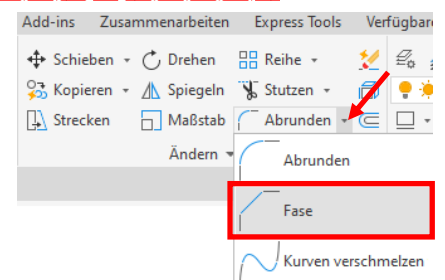 Add-ins Zusammenarbeiten Express Tools Verfügbare
Schieben Drehen Reihe
Kopieren Spiegeln Stutzen
Strecken Maßstab Abrunden
Ändern
Abrunden
Fase
Kurven verschmelzen